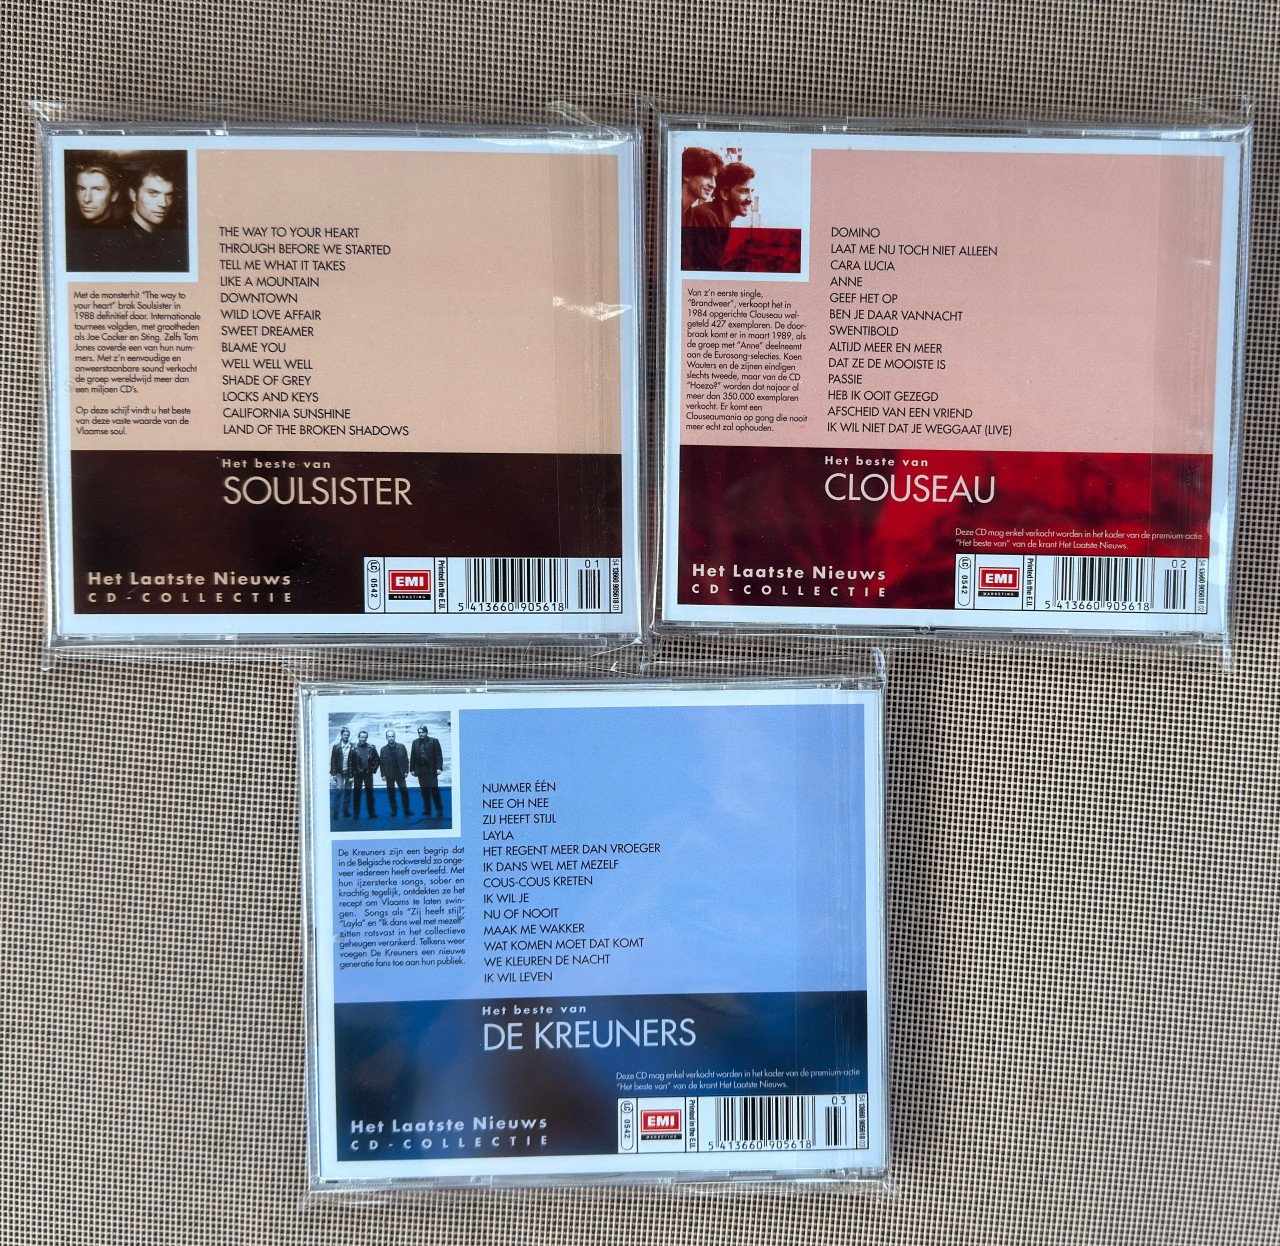 THE WAY TO YOUR HEART
THROUGH BEFORE WE STARTED
TELL ME WHAT IT TAKES
LIKE A MOUNTAIN
DOWNTOWN
WILD LOVE AFFAIR
SWEET DREAMER
BLAME YOU
WELL WELL WELL
SHADE OF GREY
LOCKS AND KEYS
CALIFORNIA SUNSHINE
LAND OF THE BROKEN SHADOWS
Met de monsterhit "The way to
your heart" brak Soulsister in
1988 definitief door. Internationale
tournees volgden, met grootheden
als Joe Cocker en Sting. Zelfs Tom
Jones coverde een van hun num-
mers. Met z'n eenvoudige en
onweerstaanbare sound verkocht
de groep wereldwijd meer dan
een miljoen CD's.
Op deze schijf vindt u het beste
van deze vaste waarde van de
Vlaamse soul.
Het beste van
SOULSISTER
Het Laatste Nieuws
CD-COLLECTIE
LC 0542
EMI
MARKETING
Printed in the E.U.
5 413660 905618
01
54 13660 905618 01
DOMINO
LAAT ME NU TOCH NIET ALLEEN
CARA LUCIA
ANNE
GEEF HET OP
BEN JE DAAR VANNACHT
SWENTIBOLD
ALTIJD MEER EN MEER
DAT ZE DE MOOISTE IS
PASSIE
HEB IK OOIT GEZEGD
AFSCHEID VAN EEN VRIEND
IK WIL NIET DAT JE WEGGAAT (LIVE)
Van z'n eerste single,
"Brandweer", verkoopt het in
1984 opgerichte Clouseau wel-
geteld 427 exemplaren. De door-
braak komt er in maart 1989, als
de groep met "Anne" deelneemt
aan de Eurosong-selecties. Koen
Wauters en de zijnen eindigen
slechts tweede, maar van de CD
"Hoezo?" worden dat najaar al
meer dan 350.000 exemplaren
verkocht. Er komt een
Clouseaumania op gang die nooit
meer echt zal ophouden.
Het beste van
CLOUSEAU
Deze CD mag enkel verkocht worden in het kader van de premium-actie
"Het beste van" van de krant Het Laatste Nieuws.
Het Laatste Nieuws
CD-COLLECTIE
LC 0542
EMI
MARKETING
Printed in the E.U.
5 413660 905618
02
54 13660 905618 02
NUMMER ÉÉN
NEE OH NEE
ZIJ HEEFT STIJL
LAYLA
HET REGENT MEER DAN VROEGER
IK DANS WEL MET MEZELF
COUS-COUS KRETEN
IK WIL JE
NU OF NOOIT
MAAK ME WAKKER
WAT KOMEN MOET DAT KOMT
WE KLEUREN DE NACHT
IK WIL LEVEN
De Kreuners zijn een begrip dat
in de Belgische rockwereld zo onge-
veer iedereen heeft overleefd. Met
hun ijzersterke songs, sober en
krachtig tegelijk, ontdekten ze het
recept om Vlaams te laten swin-
gen. Songs als "Zij heeft stijl",
"Layla" en "Ik dans wel met mezelf"
zitten rotsvast in het collectieve
geheugen verankerd. Telkens weer
voegen De Kreuners een nieuwe
generatie fans toe aan hun publiek.
Het beste van
DE KREUNERS
Deze CD mag enkel verkocht worden in het kader van de premium-actie
"Het beste van" van de krant Het Laatste Nieuws.
Het Laatste Nieuws
CD-COLLECTIE
LC 0542
EMI
MARKETING
Printed in the E.U.
5 413660 905618
03
54 13660 905618 03